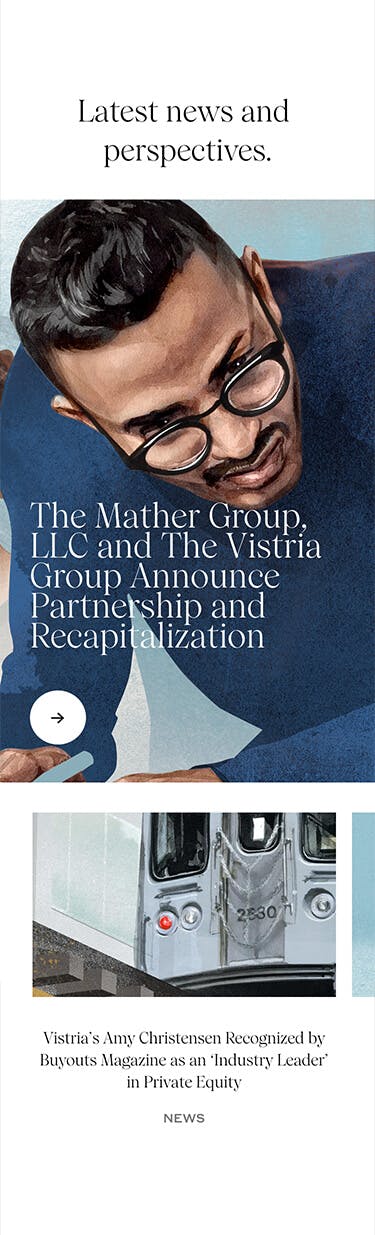 Latest news and
perspectives.
The Mather Group,
LLC and The Vistria
Group Announce
Partnership and
Recapitalization
2830
Vistria’s Amy Christensen Recognized by
Buyouts Magazine as an ‘Industry Leader’
in Private Equity
NEWS